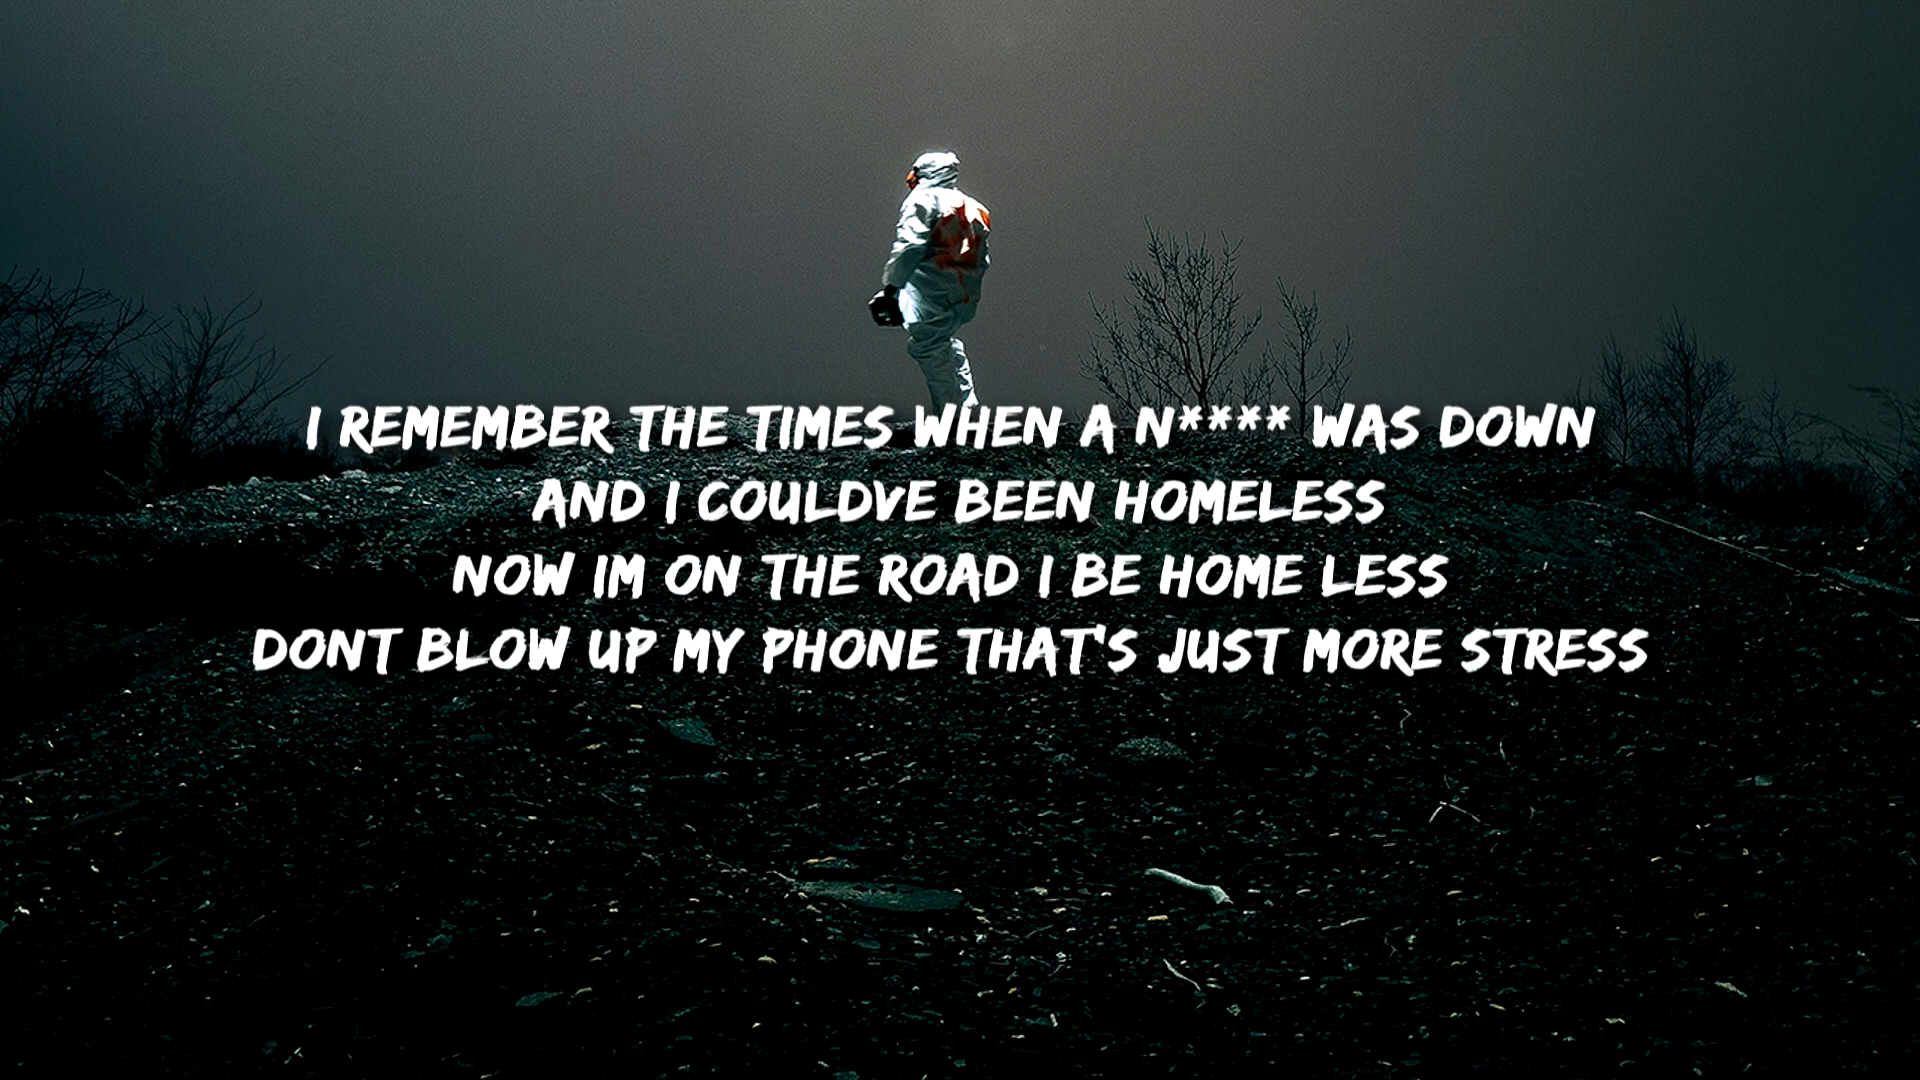 I REMEMBER THE TIMES WHEN A N**** WAS DOWN
AND I COULDVE BEEN HOMELESS
NOW IM ON THE ROAD I BE HOME LESS
DONT BLOW UP MY PHONE THAT'S JUST MORE STRESS